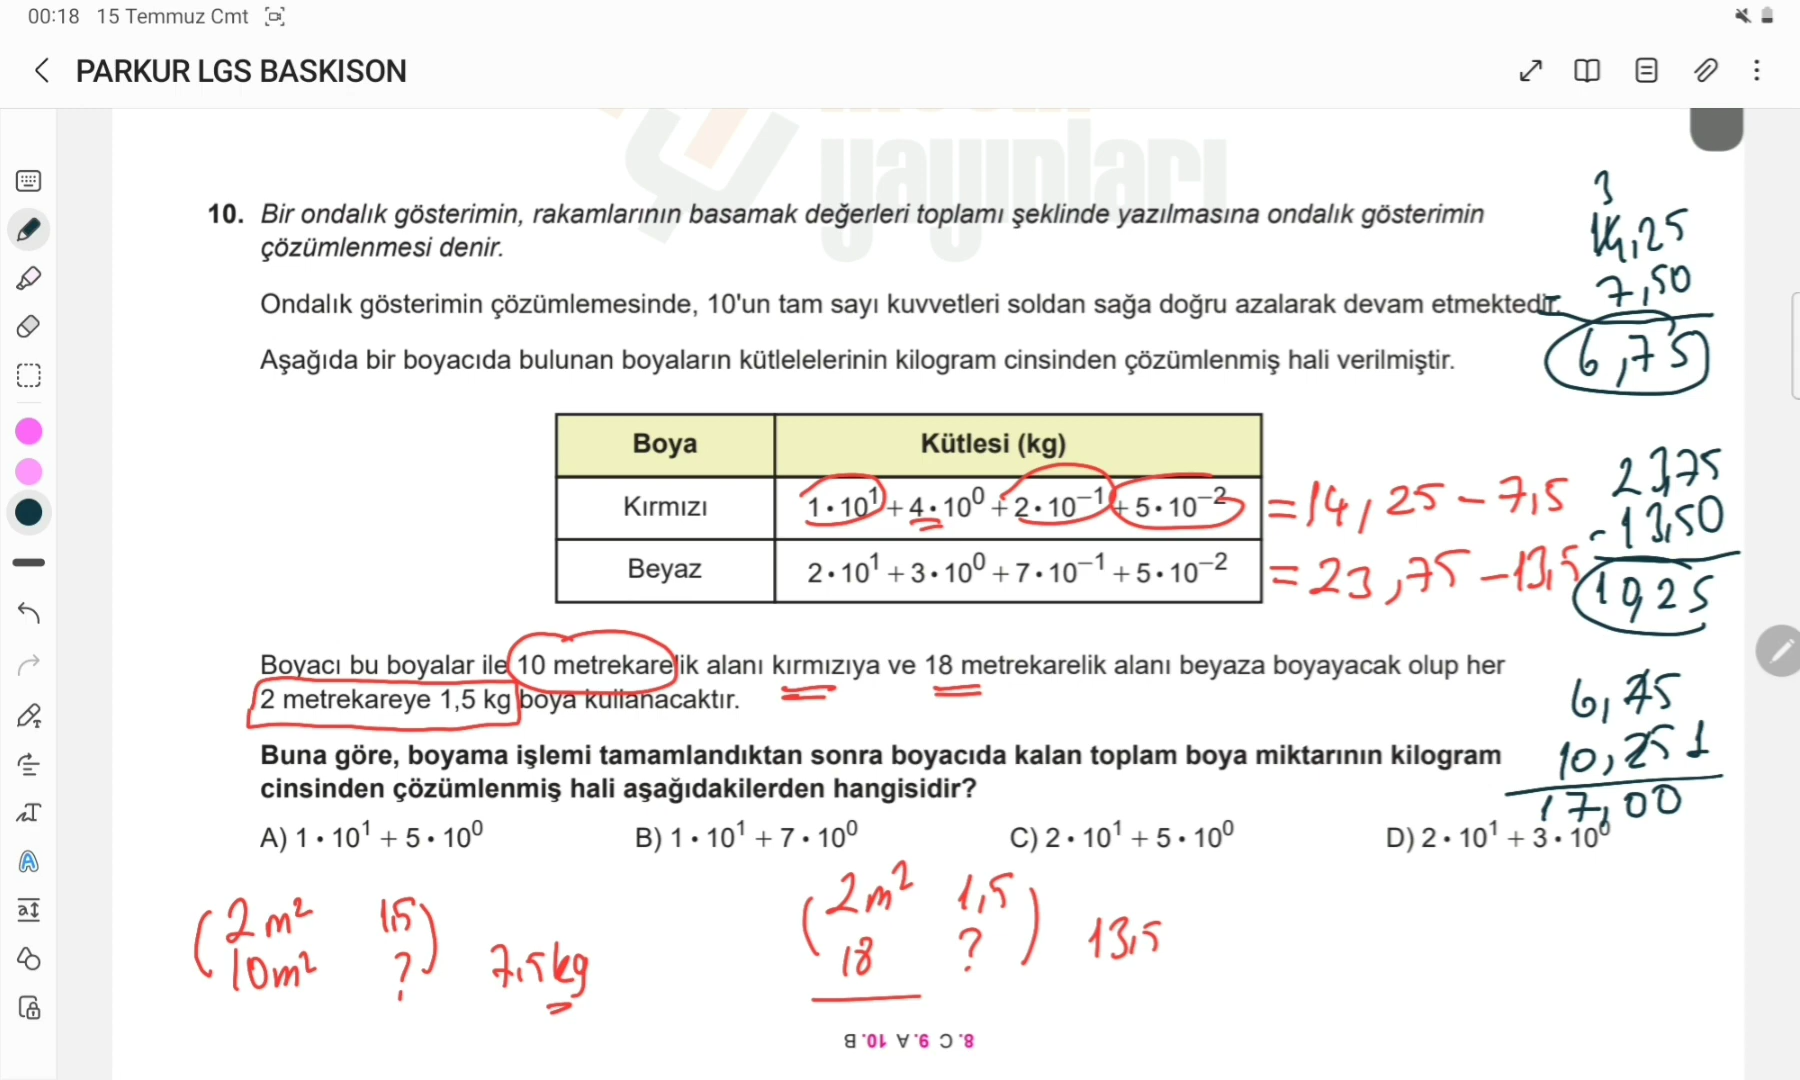 00:18 15 Temmuz Cmt
PARKUR LGS BASKISON
yayınları
10. Bir ondalık gösterimin, rakamlarının basamak değerleri toplamı şeklinde yazılmasına ondalık gösterimin
çözümlenmesi denir.
Ondalık gösterimin çözümlemesinde, 10'un tam sayı kuvvetleri soldan sağa doğru azalarak devam etmektedir.
Aşağıda bir boyacıda bulunan boyaların kütlelelerinin kilogram cinsinden çözümlenmiş hali verilmiştir.
3
14,25
- 7,50
6,75
Boya Kütlesi (kg)
Kırmızı 1·10¹ + 4·10⁰ + 2·10⁻¹ + 5·10⁻² = 14,25 - 7,5
Beyaz 2·10¹ + 3·10⁰ + 7·10⁻¹ + 5·10⁻² = 23,75 - 13,5
23,75
- 13,50
10,25
Boyacı bu boyalar ile 10 metrekarelik alanı kırmızıya ve 18 metrekarelik alanı beyaza boyayacak olup her
2 metrekareye 1,5 kg boya kullanacaktır.
Buna göre, boyama işlemi tamamlandıktan sonra boyacıda kalan toplam boya miktarının kilogram
cinsinden çözümlenmiş hali aşağıdakilerden hangisidir?
6,75
10,25 1
17,00
A) 1·10¹ + 5·10⁰ B) 1·10¹ + 7·10⁰ C) 2·10¹ + 5·10⁰ D) 2·10¹ + 3·10⁰
2m² 1,5
10m² ? 7,5kg
2m² 1,5
18 ? 13,5
8. C 9. A 10. B